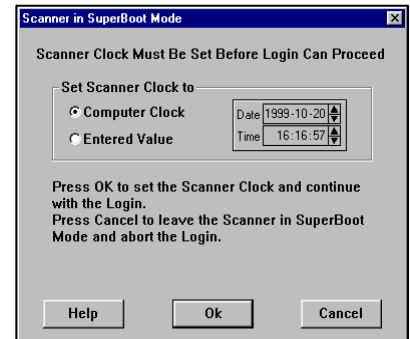 Scanner in SuperBoot Mode
Scanner Clock Must Be Set Before Login Can Proceed
Set Scanner Clock to
Computer Clock
Entered Value
Date 1999-10-20
Time 16:16:57
Press OK to set the Scanner Clock and continue
with the Login.
Press Cancel to leave the Scanner in SuperBoot
Mode and abort the Login.
Help Ok Cancel